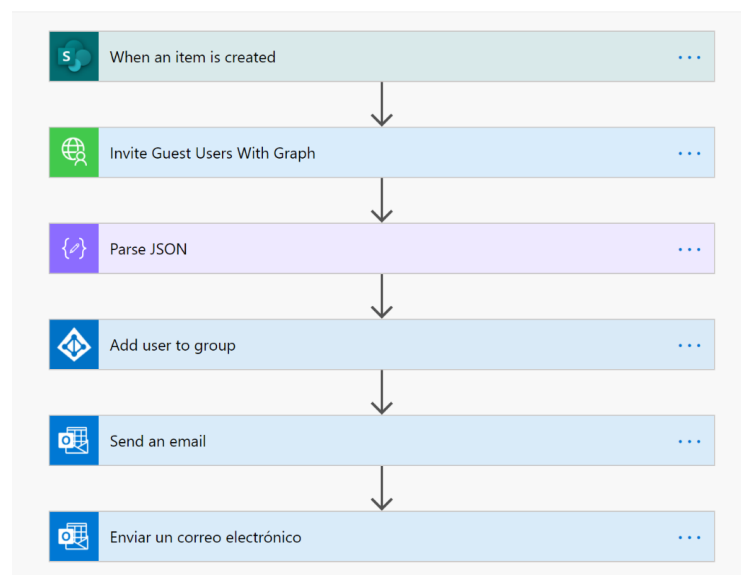 When an item is created
Invite Guest Users With Graph
Parse JSON
Add user to group
Send an email
Enviar un correo electrónico